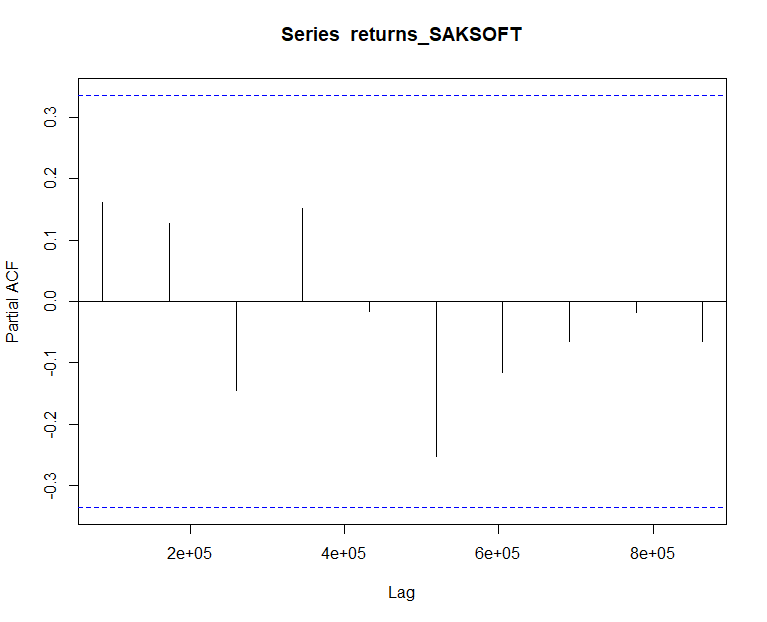 Series  returns_SAKSOFT
Partial ACF
0.3
0.2
0.1
0.0
-0.1
-0.2
-0.3
2e+05
4e+05
6e+05
8e+05
Lag